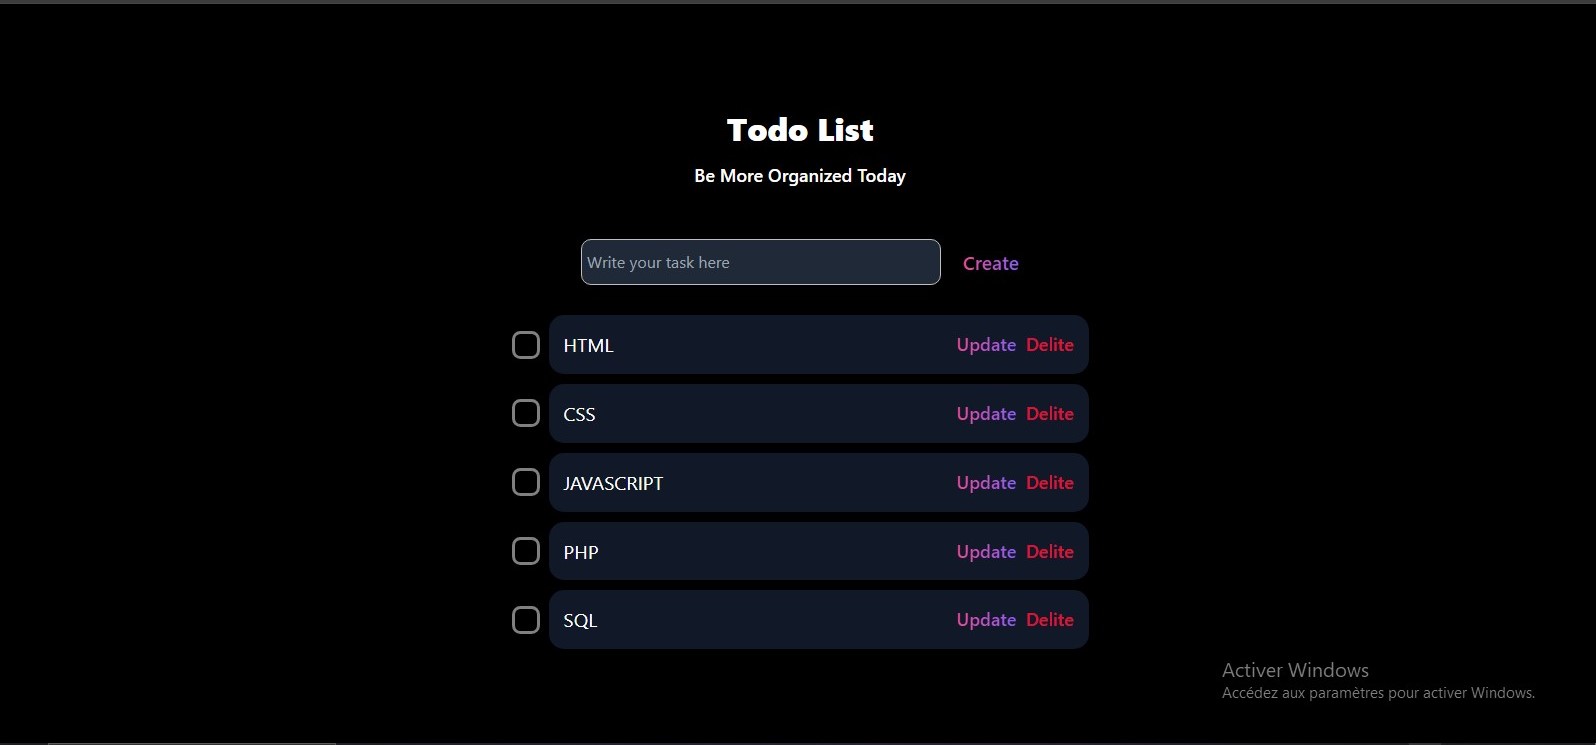 Todo List
Be More Organized Today
Write your task here Create
HTML Update Delite
CSS Update Delite
JAVASCRIPT Update Delite
PHP Update Delite
SQL Update Delite
Activer Windows
Accédez aux paramètres pour activer Windows.